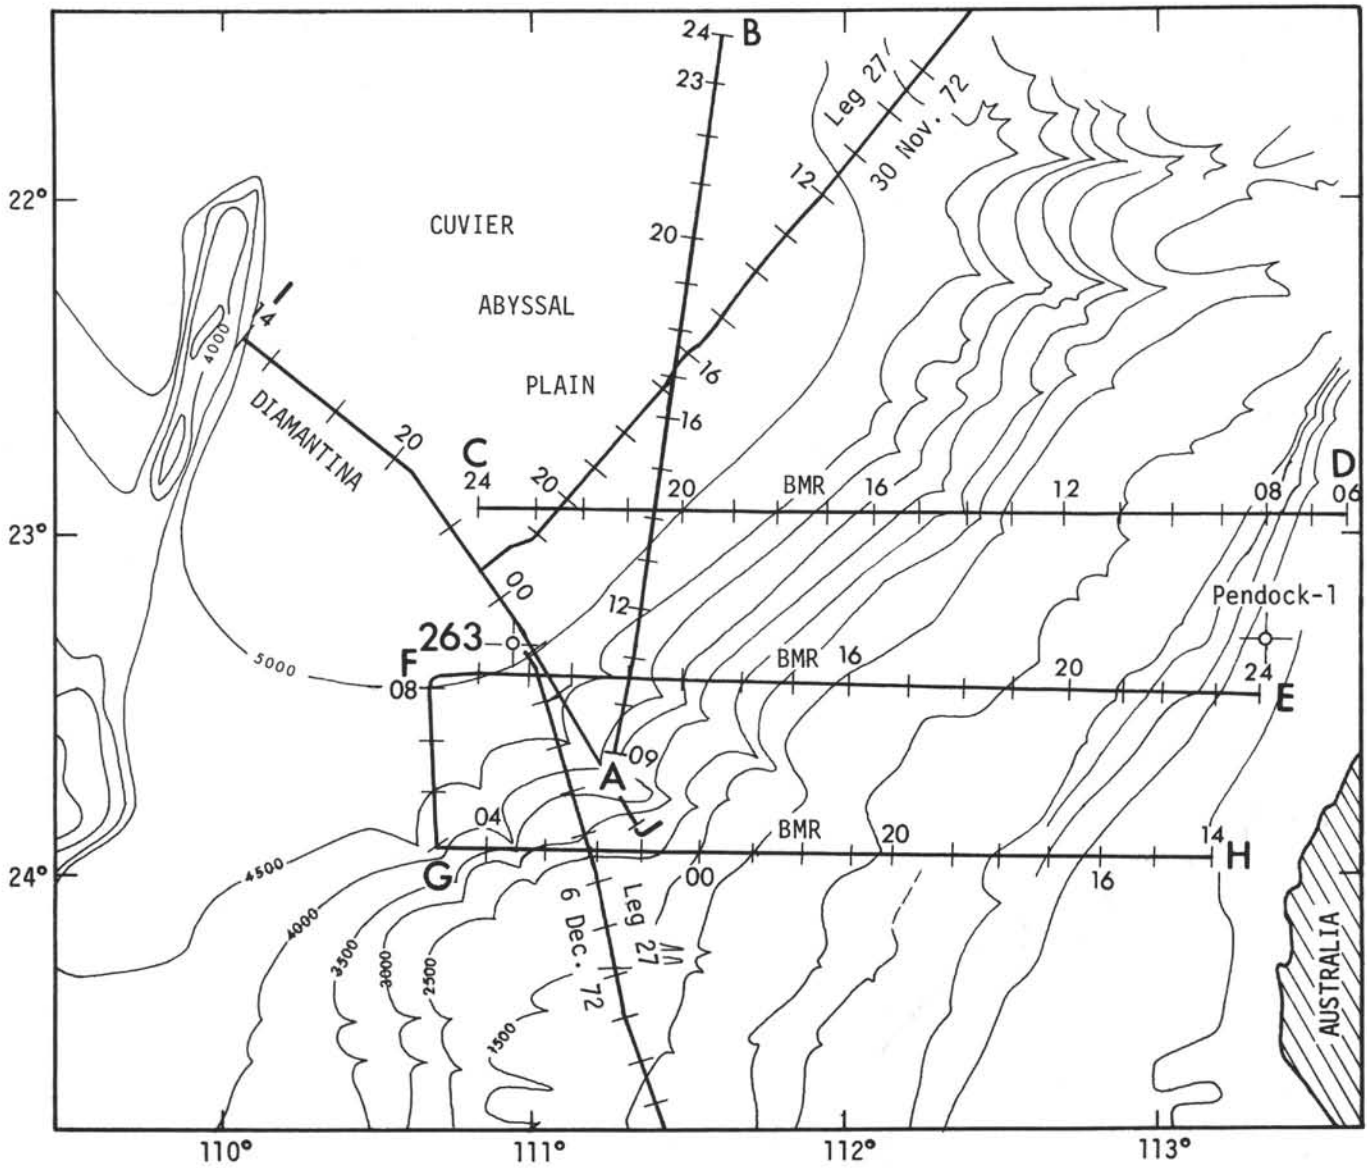 24 B
23
Leg 27
30 Nov. 72
12
22°
CUVIER
20
ABYSSAL
I
14
4000
PLAIN
16
16
DIAMANTINA
20
C
24
20
20
BMR
16
12
08
D
06
23°
00
12
Pendock-1
263
5000
F
08
BMR
16
20
24
E
09
A
J
04
BMR
20
14
H
G
00
16
24°
4500
4000
3500
3000
2500
1500
Leg 27
6 Dec. 72
AUSTRALIA
110°
111°
112°
113°